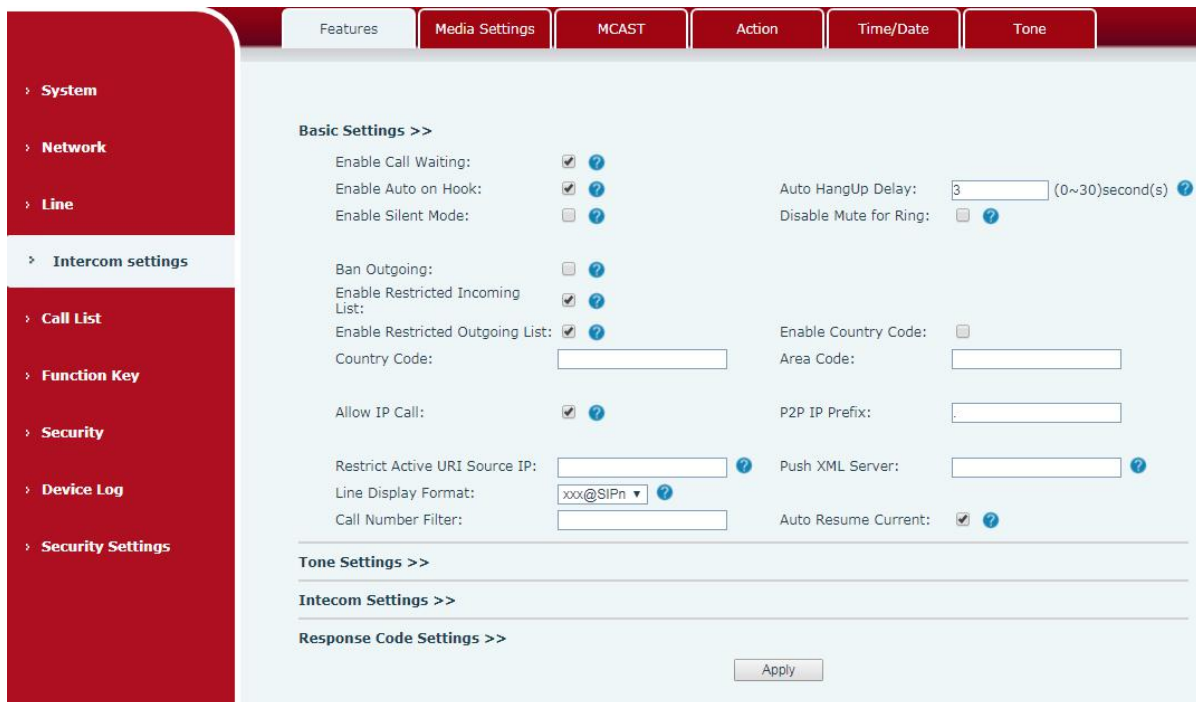 Features Media Settings MCAST Action Time/Date Tone
› System
› Network
› Line
› Intercom settings
› Call List
› Function Key
› Security
› Device Log
› Security Settings
Basic Settings >>
Enable Call Waiting: ?
Enable Auto on Hook: ? Auto HangUp Delay: 3 (0~30)second(s) ?
Enable Silent Mode: ? Disable Mute for Ring: ?
Ban Outgoing: ?
Enable Restricted Incoming
List: ?
Enable Restricted Outgoing List: ? Enable Country Code:
Country Code: Area Code:
Allow IP Call: ? P2P IP Prefix: .
Restrict Active URI Source IP: ? Push XML Server: ?
Line Display Format: xxx@SIPn ▼ ?
Call Number Filter: Auto Resume Current: ?
Tone Settings >>
Intecom Settings >>
Response Code Settings >>
Apply